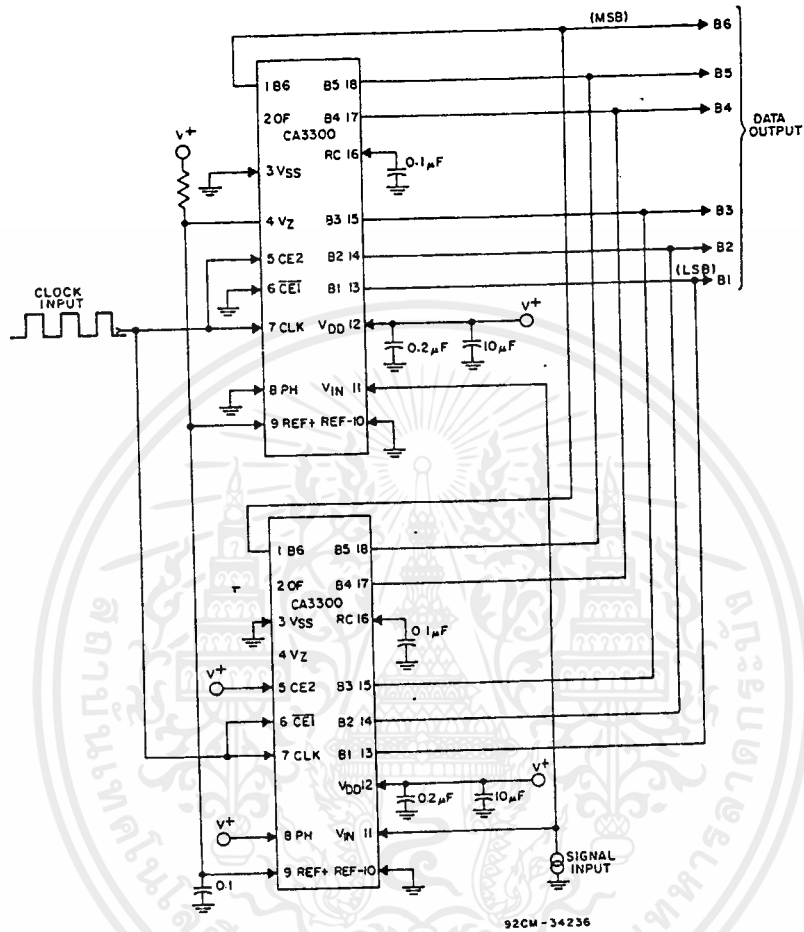 (MSB)
B6
B5
B4
DATA
OUTPUT
B3
B2
(LSB)
B1
1 B6
B5 18
2 OF
B4 17
CA3300
RC 16
0.1µF
V+
3 VSS
4 VZ
B3 15
5 CE2
B2 14
6 CE1
B1 13
CLOCK
INPUT
7 CLK
VDD 12
V+
0.2µF
10µF
8 PH
VIN 11
9 REF+
REF-10
1 B6
B5 18
2 OF
B4 17
CA3300
RC 16
0.1µF
3 VSS
4 VZ
V+
5 CE2
B3 15
6 CE1
B2 14
7 CLK
B1 13
VDD 12
V+
0.2µF
10µF
V+
8 PH
VIN 11
9 REF+
REF-10
0.1
SIGNAL
INPUT
92CM-34236